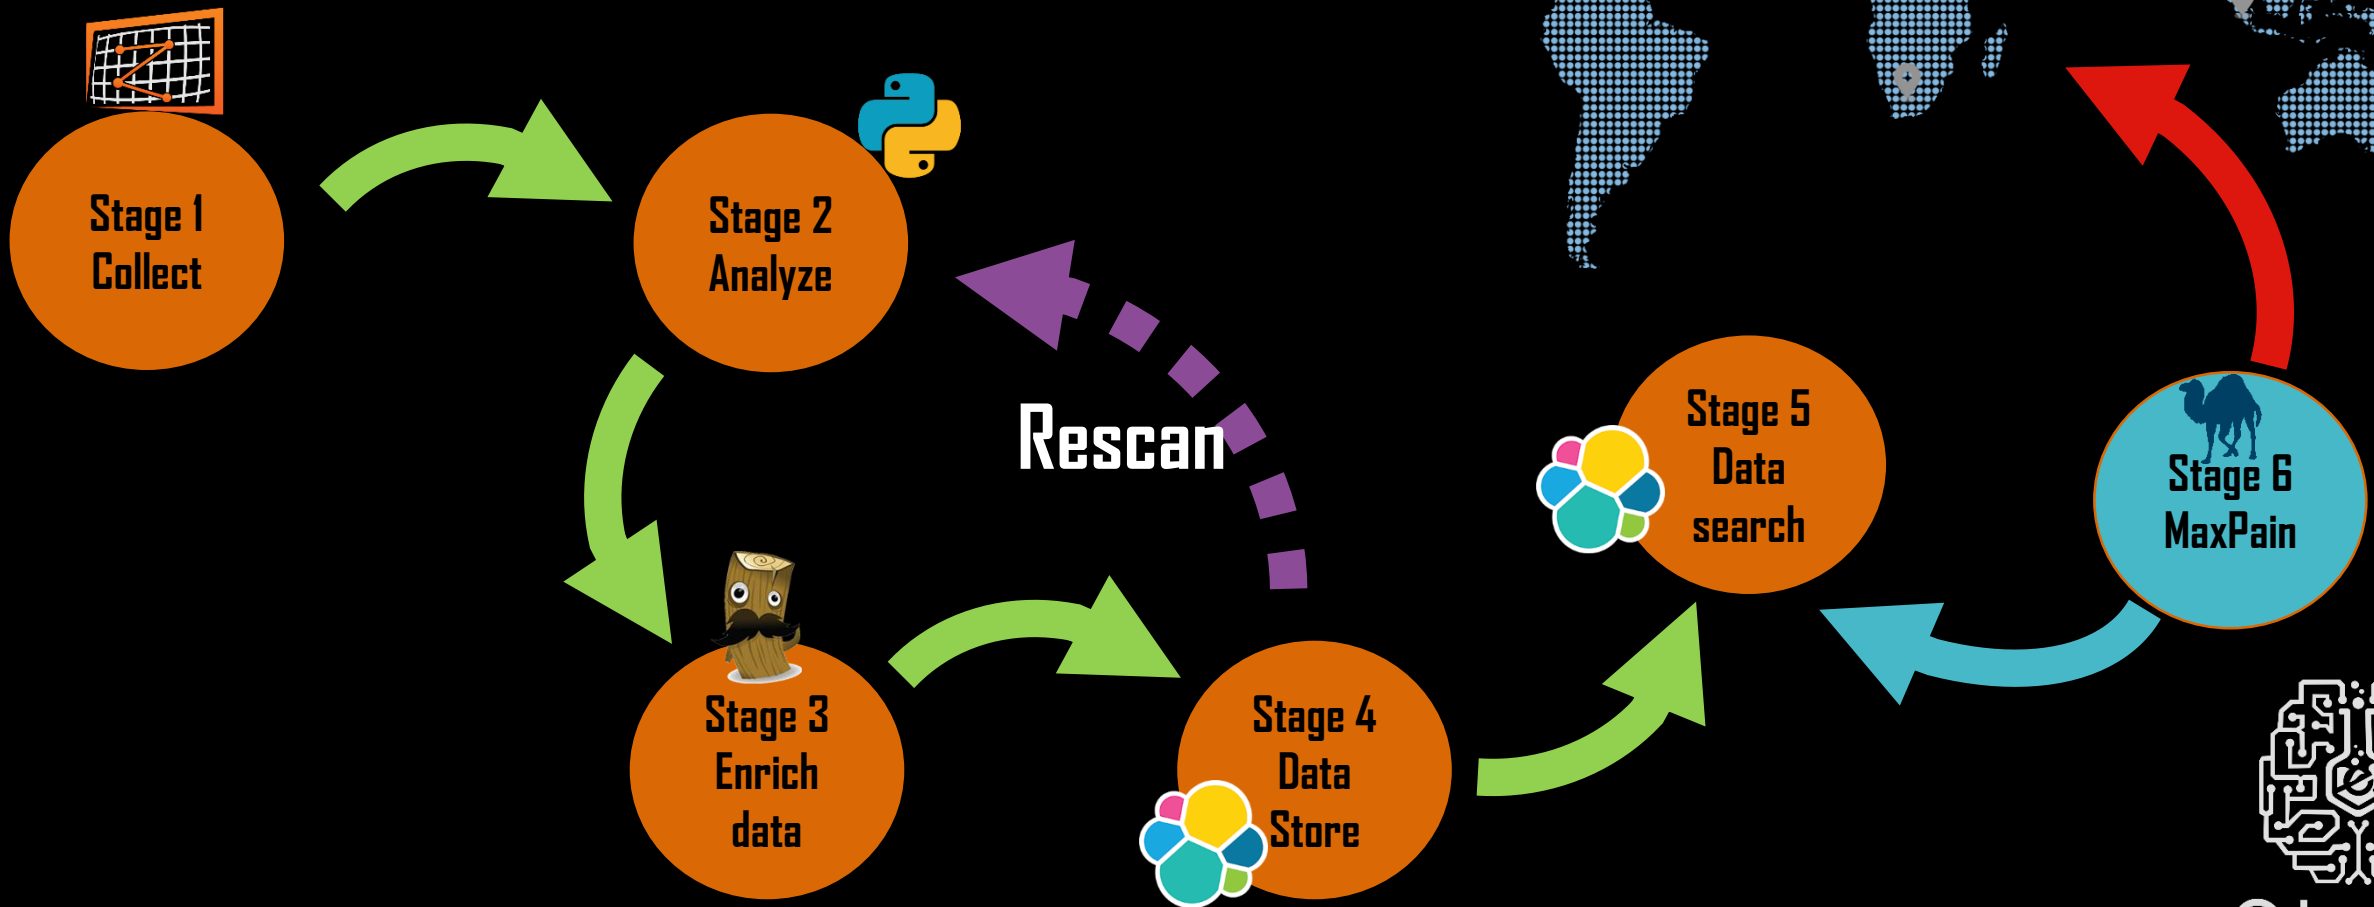 Stage 1
Collect
Stage 2
Analyze
Rescan
Stage 3
Enrich
data
Stage 4
Data
Store
Stage 5
Data
search
Stage 6
MaxPain